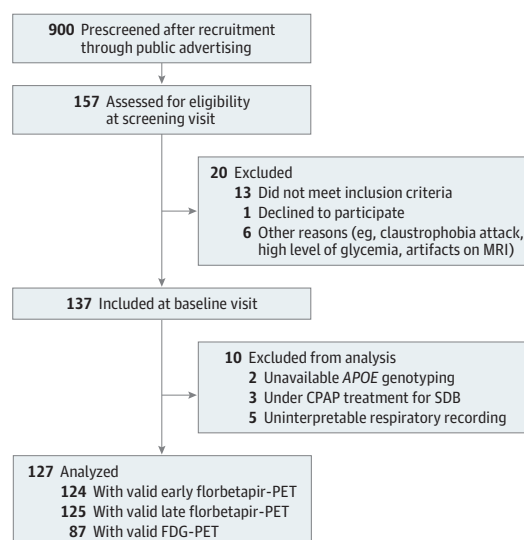 900 Prescreened after recruitment
through public advertising
157 Assessed for eligibility
at screening visit
20 Excluded
13 Did not meet inclusion criteria
1 Declined to participate
6 Other reasons (eg, claustrophobia attack,
high level of glycemia, artifacts on MRI)
137 Included at baseline visit
10 Excluded from analysis
2 Unavailable APOE genotyping
3 Under CPAP treatment for SDB
5 Uninterpretable respiratory recording
127 Analyzed
124 With valid early florbetapir-PET
125 With valid late florbetapir-PET
87 With valid FDG-PET